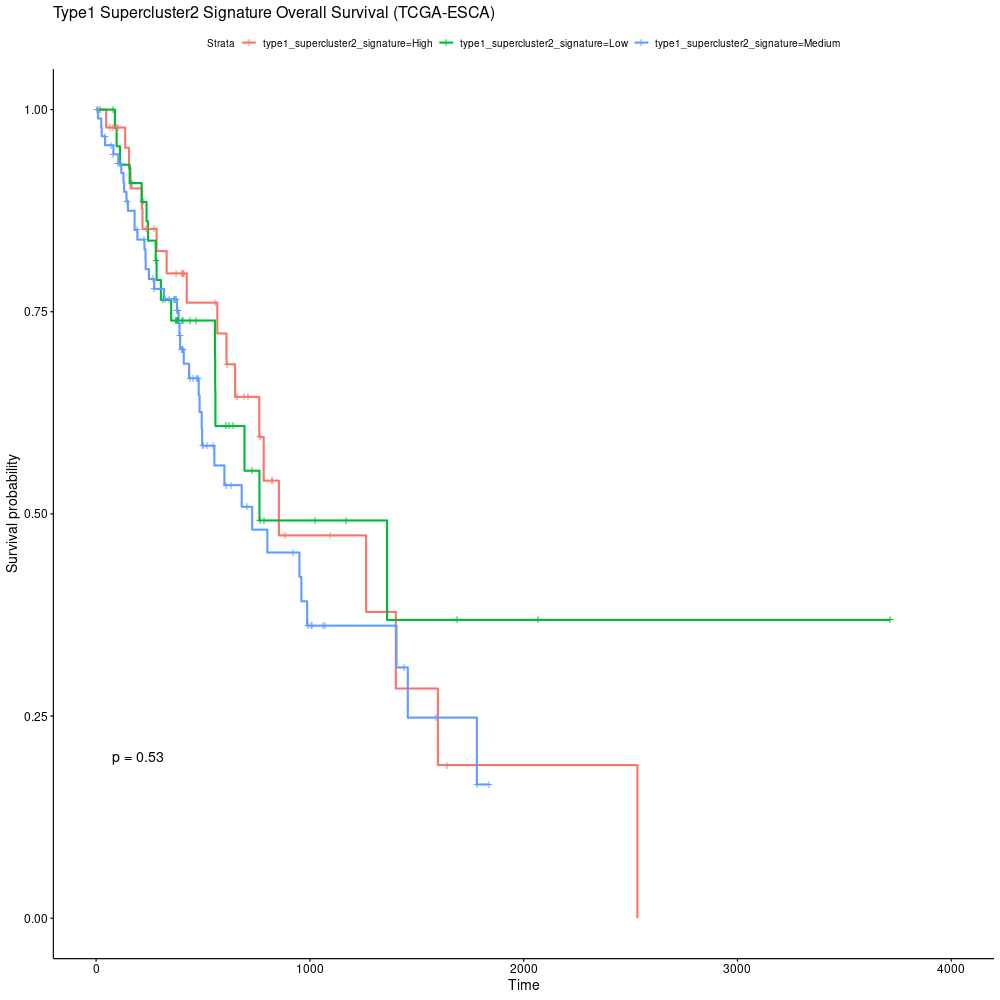 Type1 Supercluster2 Signature Overall Survival (TCGA-ESCA)
Strata type1_supercluster2_signature=High type1_supercluster2_signature=Low type1_supercluster2_signature=Medium
1.00
0.75
0.50
0.25
0.00
Survival probability
p = 0.53
0 1000 2000 3000 4000
Time